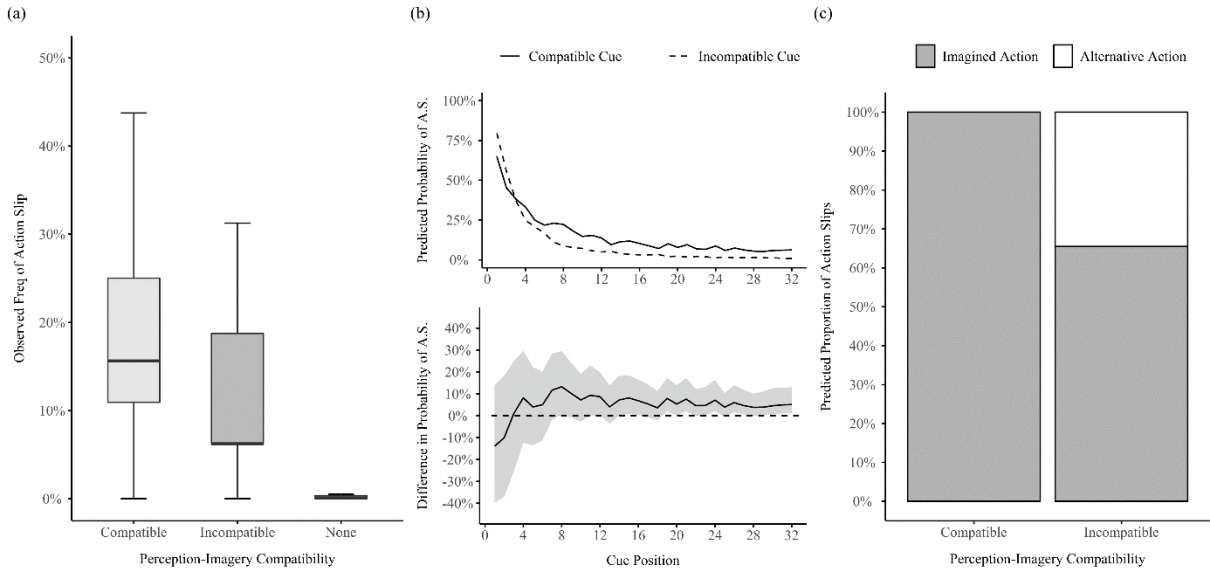 (a)
(b)
(c)
Observed Freq of Action Slip
50%
40%
30%
20%
10%
0%
Compatible
Incompatible
None
Perception-Imagery Compatibility
Compatible Cue
Incompatible Cue
Predicted Probability of A.S.
100%
75%
50%
25%
0%
0 4 8 12 16 20 24 28 32
Difference in Probability of A.S.
40%
30%
20%
10%
0%
-10%
-20%
-30%
-40%
0 4 8 12 16 20 24 28 32
Cue Position
Imagined Action
Alternative Action
Predicted Proportion of Action Slips
100%
90%
80%
70%
60%
50%
40%
30%
20%
10%
0%
Compatible
Incompatible
Perception-Imagery Compatibility